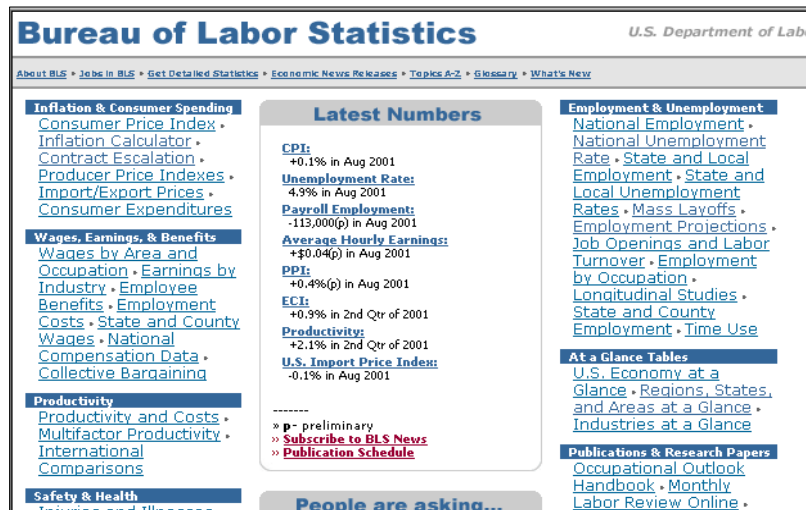 Bureau of Labor Statistics
U.S. Department of Labo
About BLS • Jobs in BLS • Get Detailed Statistics • Economic News Releases • Topics A-Z • Glossary • What's New
Inflation & Consumer Spending
Consumer Price Index •
Inflation Calculator •
Contract Escalation •
Producer Price Indexes •
Import/Export Prices •
Consumer Expenditures
Wages, Earnings, & Benefits
Wages by Area and
Occupation • Earnings by
Industry • Employee
Benefits • Employment
Costs • State and County
Wages • National
Compensation Data •
Collective Bargaining
Productivity
Productivity and Costs •
Multifactor Productivity •
International
Comparisons
Safety & Health
Injuries and Illnesses
Latest Numbers
CPI:
+0.1% in Aug 2001
Unemployment Rate:
4.9% in Aug 2001
Payroll Employment:
-113,000(p) in Aug 2001
Average Hourly Earnings:
+$0.04(p) in Aug 2001
PPI:
+0.4%(p) in Aug 2001
ECI:
+0.9% in 2nd Qtr of 2001
Productivity:
+2.1% in 2nd Qtr of 2001
U.S. Import Price Index:
-0.1% in Aug 2001
-------
» p- preliminary
» Subscribe to BLS News
» Publication Schedule
People are asking...
Employment & Unemployment
National Employment •
National Unemployment
Rate • State and Local
Employment • State and
Local Unemployment
Rates • Mass Layoffs •
Employment Projections •
Job Openings and Labor
Turnover • Employment
by Occupation •
Longitudinal Studies •
State and County
Employment • Time Use
At a Glance Tables
U.S. Economy at a
Glance • Regions, States,
and Areas at a Glance •
Industries at a Glance
Publications & Research Papers
Occupational Outlook
Handbook • Monthly
Labor Review Online •